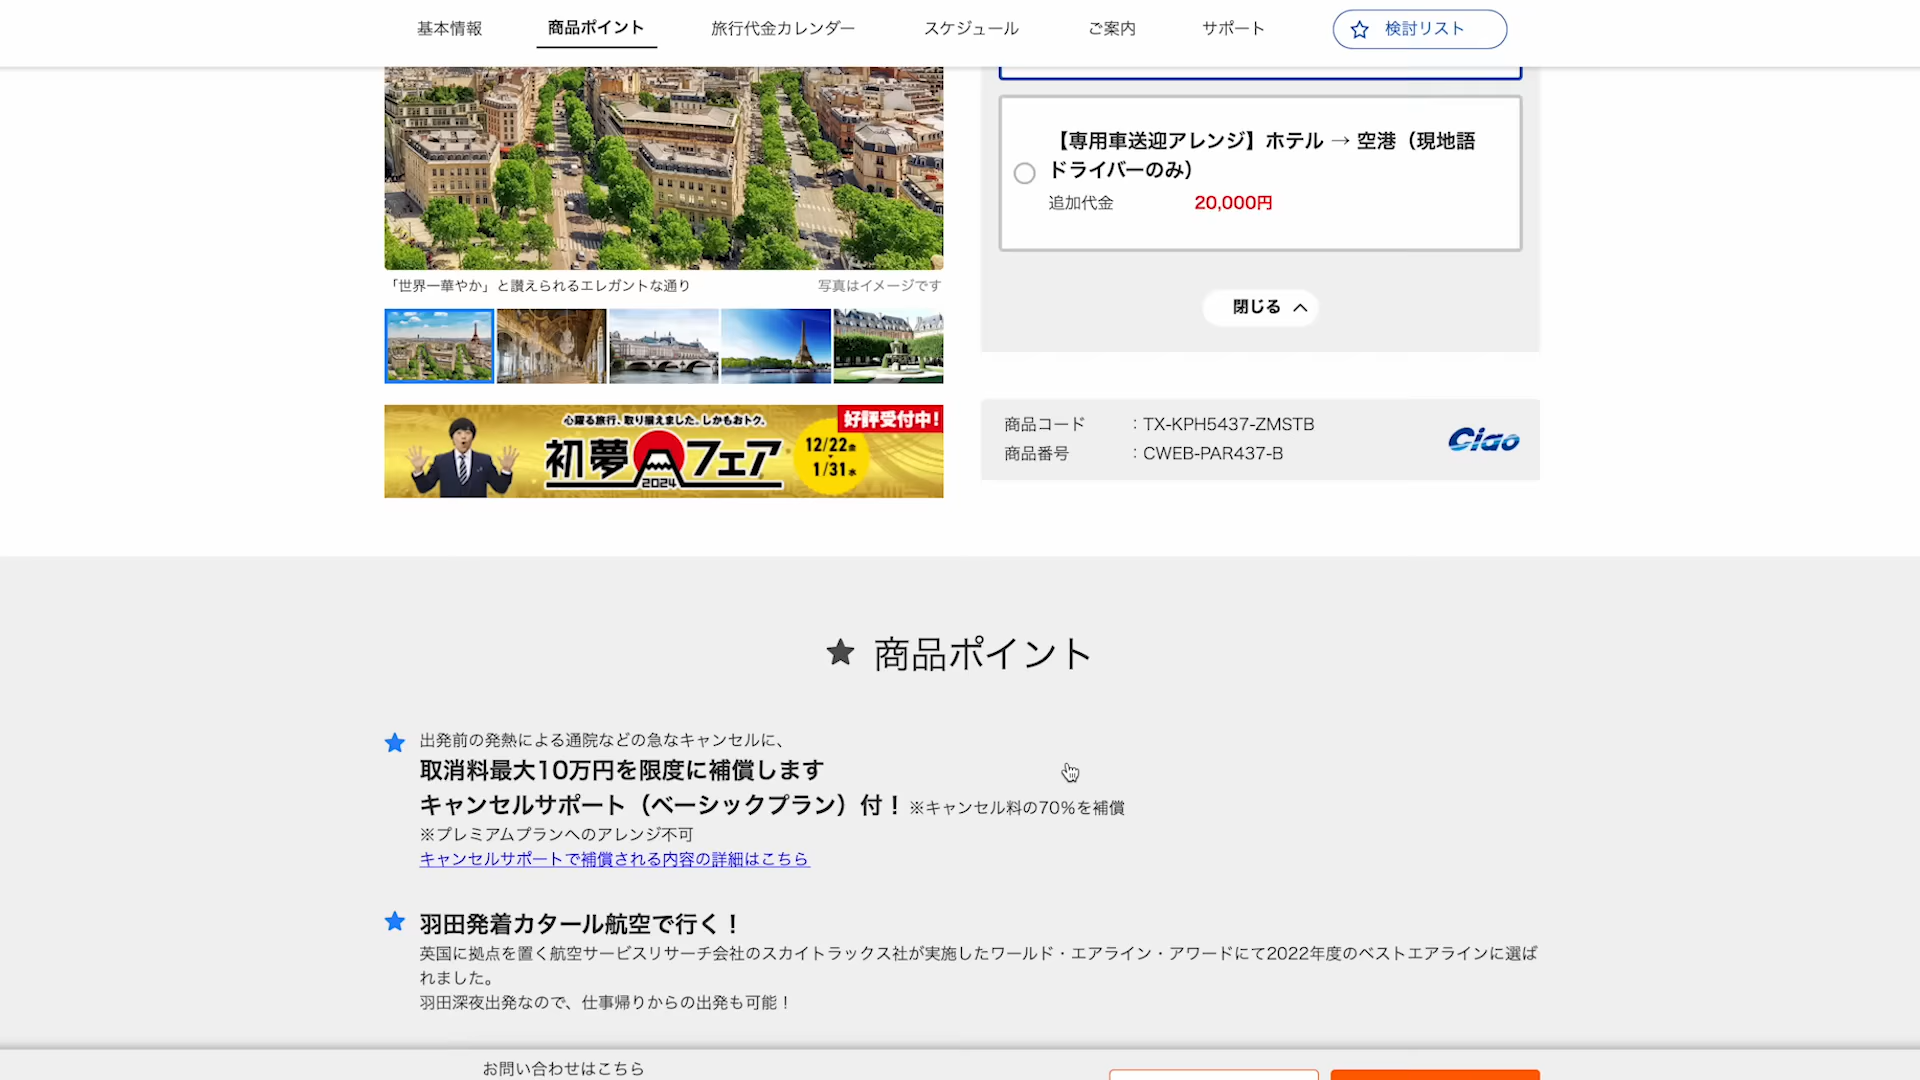 基本情報
商品ポイント
旅行代金カレンダー
スケジュール
ご案内
サポート
検討リスト
「世界一華やか」と讃えられるエレガントな通り
写真はイメージです
心躍る旅行、取り揃えました。しかもおトク。
好評受付中!
初夢フェア
2024
12/22金
1/31水
【専用車送迎アレンジ】ホテル → 空港（現地語
ドライバーのみ）
追加代金 20,000円
閉じる
商品コード ：TX-KPH5437-ZMSTB
商品番号 ：CWEB-PAR437-B
Ciao
商品ポイント
出発前の発熱による通院などの急なキャンセルに、
取消料最大10万円を限度に補償します
キャンセルサポート（ベーシックプラン）付！※キャンセル料の70%を補償
※プレミアムプランへのアレンジ不可
キャンセルサポートで補償される内容の詳細はこちら
羽田発着カタール航空で行く！
英国に拠点を置く航空サービスリサーチ会社のスカイトラックス社が実施したワールド・エアライン・アワードにて2022年度のベストエアラインに選ば
れました。
羽田深夜出発なので、仕事帰りからの出発も可能！
お問い合わせはこちら